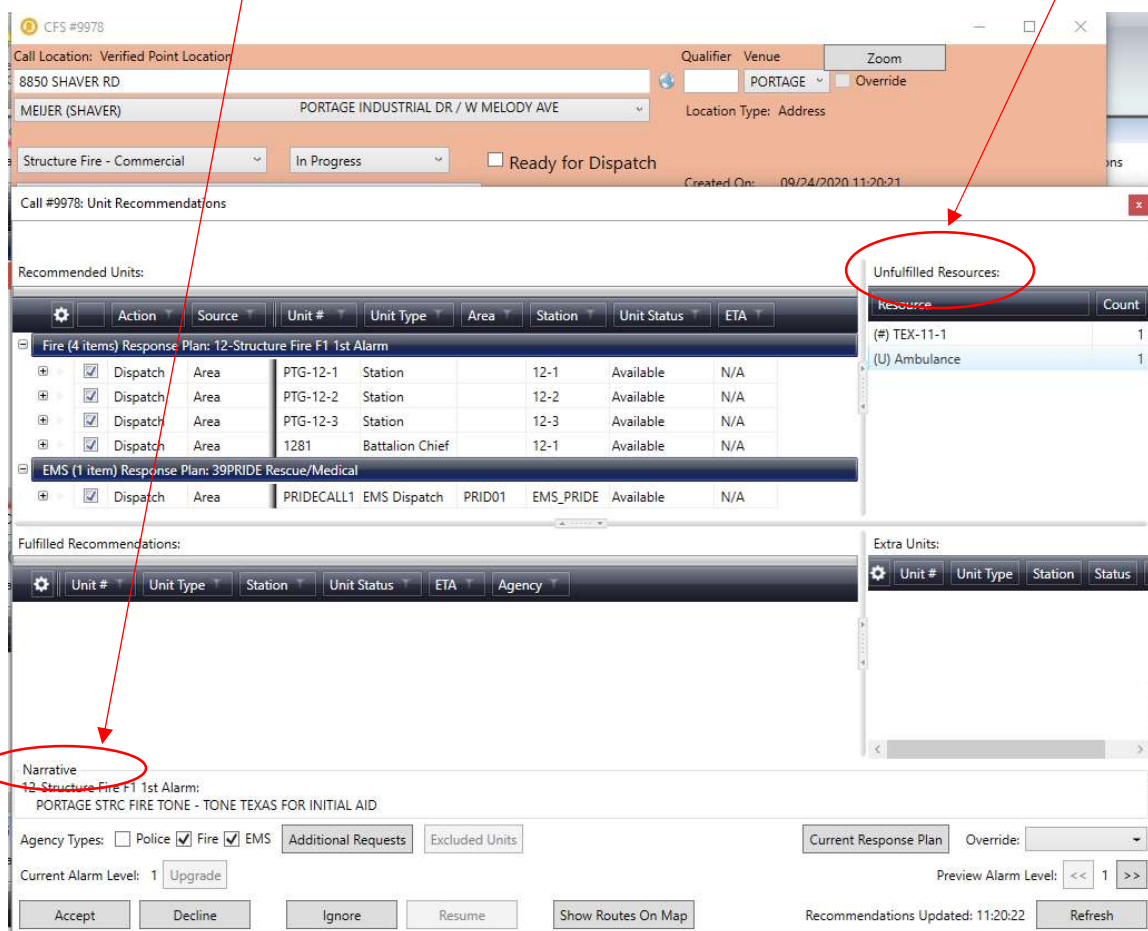 CFS #9978
Call Location: Verified Point Location
Qualifier Venue
Zoom
8850 SHAVER RD
PORTAGE
Override
MEIJER (SHAVER)
PORTAGE INDUSTRIAL DR / W MELODY AVE
Location Type: Address
Structure Fire - Commercial
In Progress
Ready for Dispatch
ns
Created On: 09/24/2020 11:20:21
Call #9978: Unit Recommendations
x
Recommended Units:
Unfulfilled Resources:
Action Source Unit # Unit Type Area Station Unit Status ETA
Resource Count
Fire (4 items) Response Plan: 12-Structure Fire F1 1st Alarm
(#) TEX-11-1 1
(U) Ambulance 1
Dispatch Area PTG-12-1 Station 12-1 Available N/A
Dispatch Area PTG-12-2 Station 12-2 Available N/A
Dispatch Area PTG-12-3 Station 12-3 Available N/A
Dispatch Area 1281 Battalion Chief 12-1 Available N/A
EMS (1 item) Response Plan: 39PRIDE Rescue/Medical
Dispatch Area PRIDECALL1 EMS Dispatch PRID01 EMS_PRIDE Available N/A
Fulfilled Recommendations:
Extra Units:
Unit # Unit Type Station Unit Status ETA Agency
Unit # Unit Type Station Status
Narrative
12-Structure Fire F1 1st Alarm:
PORTAGE STRC FIRE TONE - TONE TEXAS FOR INITIAL AID
Agency Types: Police Fire EMS Additional Requests Excluded Units
Current Response Plan Override:
Current Alarm Level: 1 Upgrade
Preview Alarm Level: << 1 >>
Accept Decline Ignore Resume Show Routes On Map
Recommendations Updated: 11:20:22 Refresh